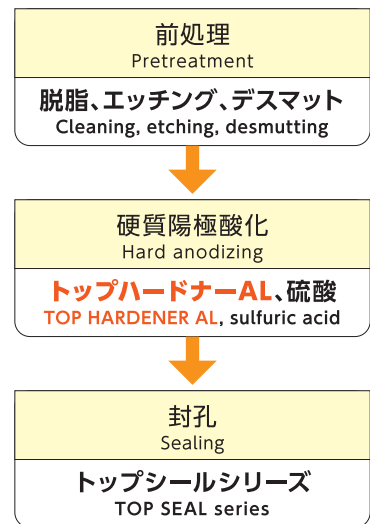 前処理
Pretreatment
脱脂、エッチング、デスマット
Cleaning, etching, desmutting
硬質陽極酸化
Hard anodizing
トップハードナーAL、硫酸
TOP HARDENER AL, sulfuric acid
封孔
Sealing
トップシールシリーズ
TOP SEAL series